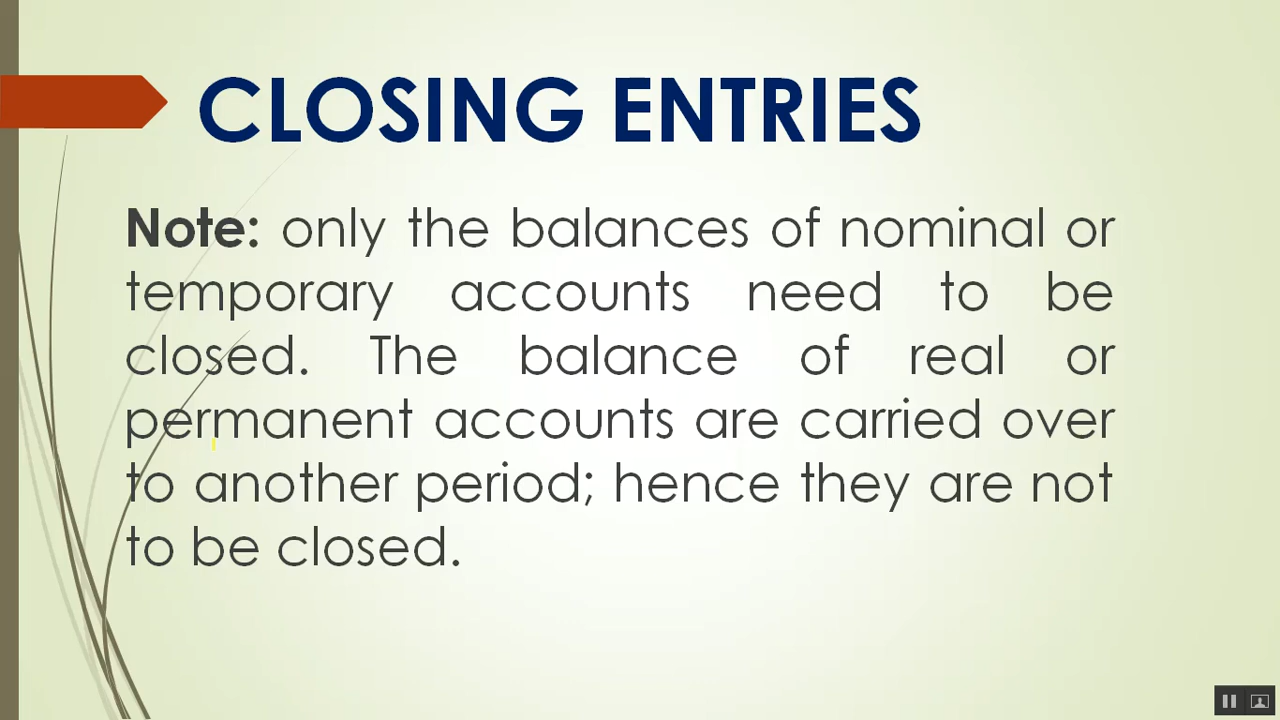 CLOSING ENTRIES
Note: only the balances of nominal or
temporary accounts need to be
closed. The balance of real or
permanent accounts are carried over
to another period; hence they are not
to be closed.